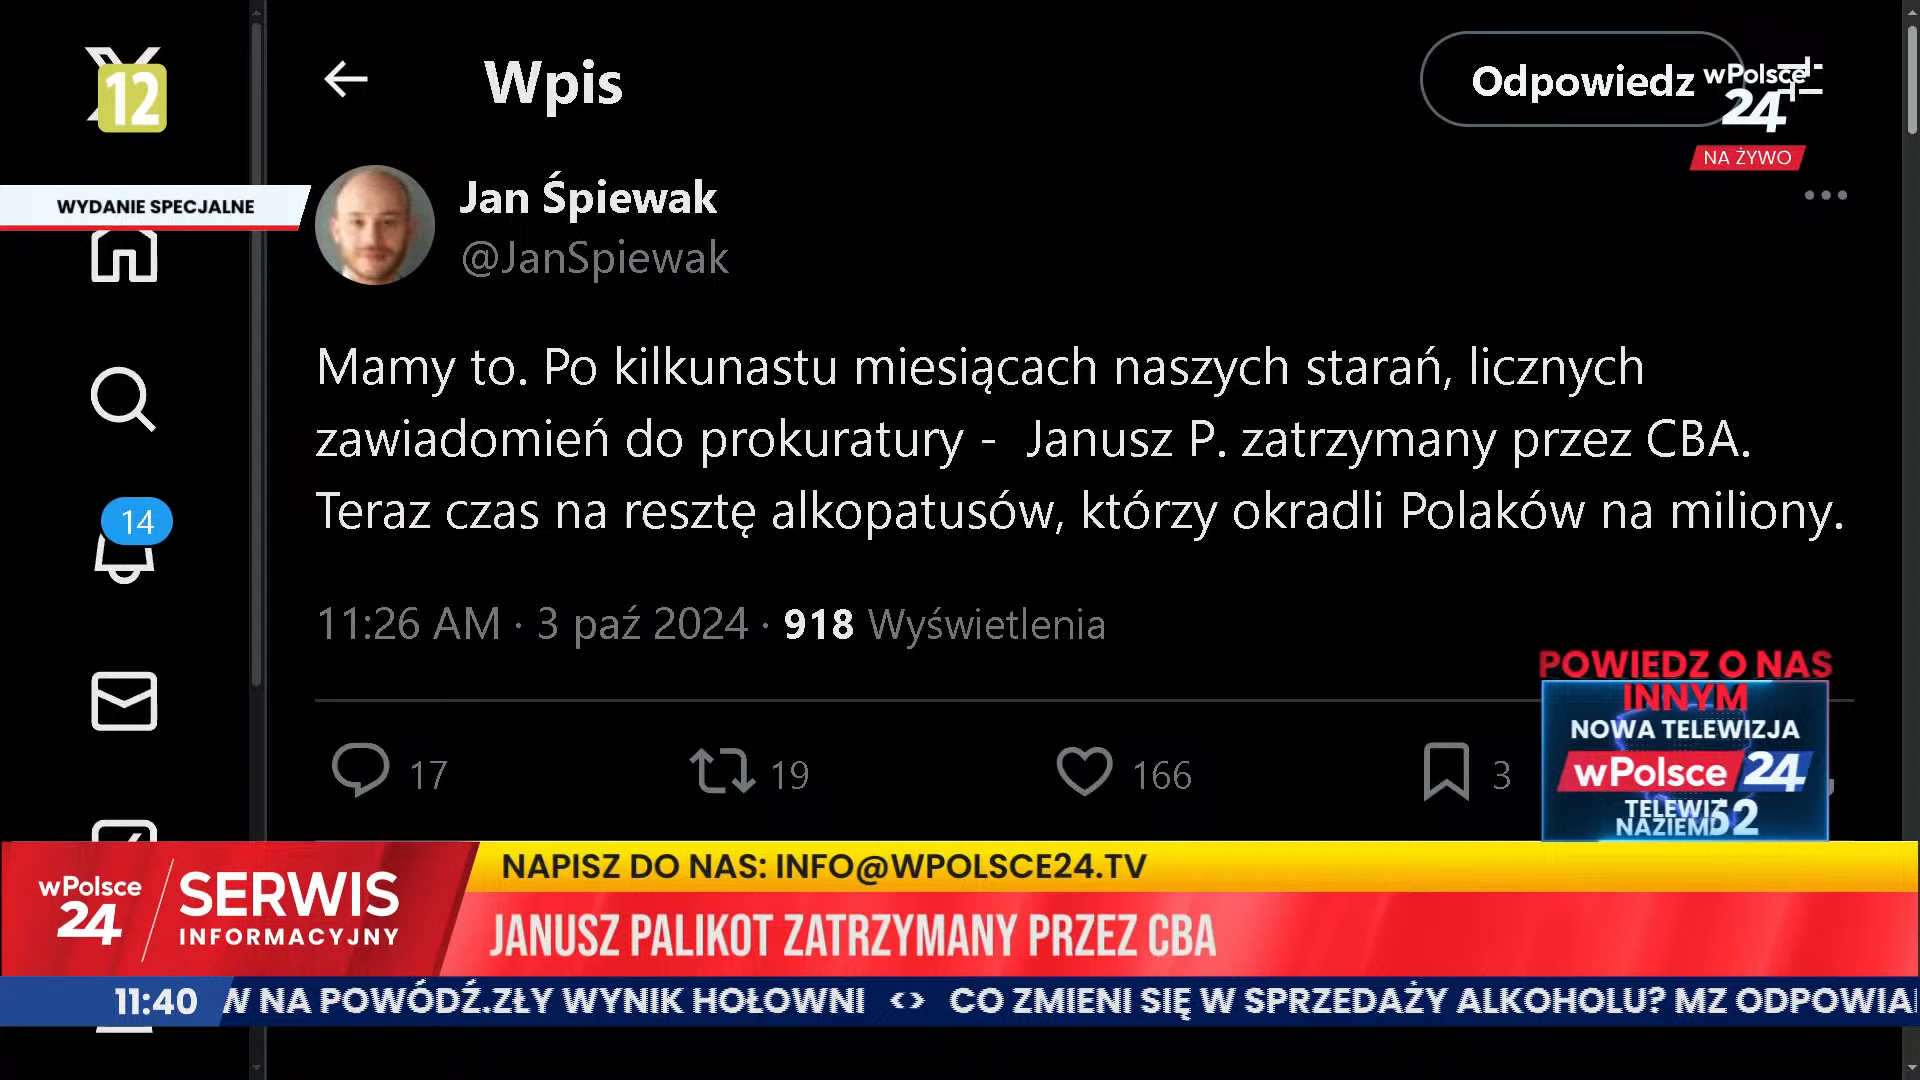 12
Wpis
Odpowiedz
wPolsce
24
NA ŻYWO
WYDANIE SPECJALNE
Jan Śpiewak
@JanSpiewak
Mamy to. Po kilkunastu miesiącach naszych starań, licznych
zawiadomień do prokuratury - Janusz P. zatrzymany przez CBA.
Teraz czas na resztę alkopatusów, którzy okradli Polaków na miliony.
14
11:26 AM · 3 paź 2024 · 918 Wyświetlenia
17
19
166
3
POWIEDZ O NAS
INNYM
NOWA TELEWIZJA
wPolsce 24
NAPISZ DO NAS: INFO@WPOLSCE24.TV
wPolsce
24
SERWIS
INFORMACYJNY
JANUSZ PALIKOT ZATRZYMANY PRZEZ CBA
11:40
W NA POWÓDŹ.ZŁY WYNIK HOŁOWNI <> CO ZMIENI SIĘ W SPRZEDAŻY ALKOHOLU? MZ ODPOWIA